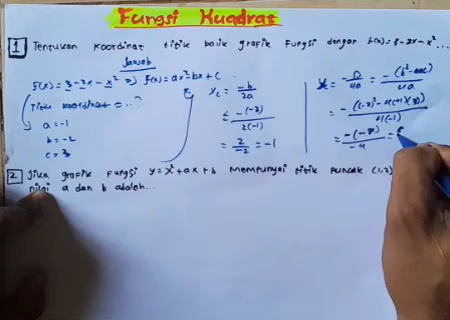 Fungsi Kuadrat
1 Tentukan koordinat titik balik grafik fungsi dengan f(x) = 3 - 2x - x² ...
Jawab
f(x) = 3 - 2x - x² => f(x) = ax² - bx + c
Titik koordinat = ...?
a = -1
b = -2
c = 3
x = -b / 2a
= -(-2) / 2(-1)
= 2 / -2 = -1
= -D / 4a = -(b² - 4ac) / 4a
= -((-2)² - 4(-1)(3)) / 4(-1)
2 Jika grafik fungsi y = x² + ax + b mempunyai titik puncak (1,2)
nilai a dan b adalah...